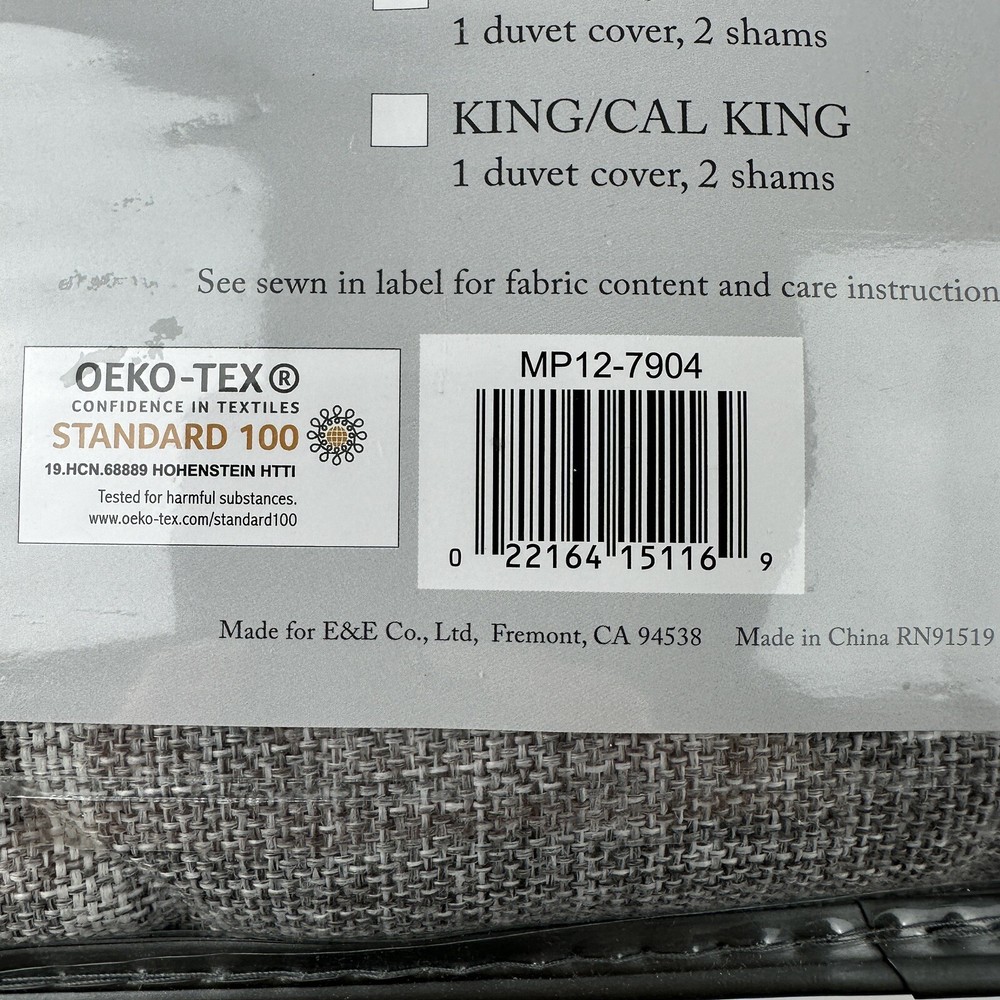 1 duvet cover, 2 shams
KING/CAL KING
1 duvet cover, 2 shams
See sewn in label for fabric content and care instruction
OEKO-TEX®
CONFIDENCE IN TEXTILES
STANDARD 100
19.HCN.68889 HOHENSTEIN HTTI
Tested for harmful substances.
www.oeko-tex.com/standard100
MP12-7904
0 22164 15116 9
Made for E&E Co., Ltd, Fremont, CA 94538 Made in China RN91519